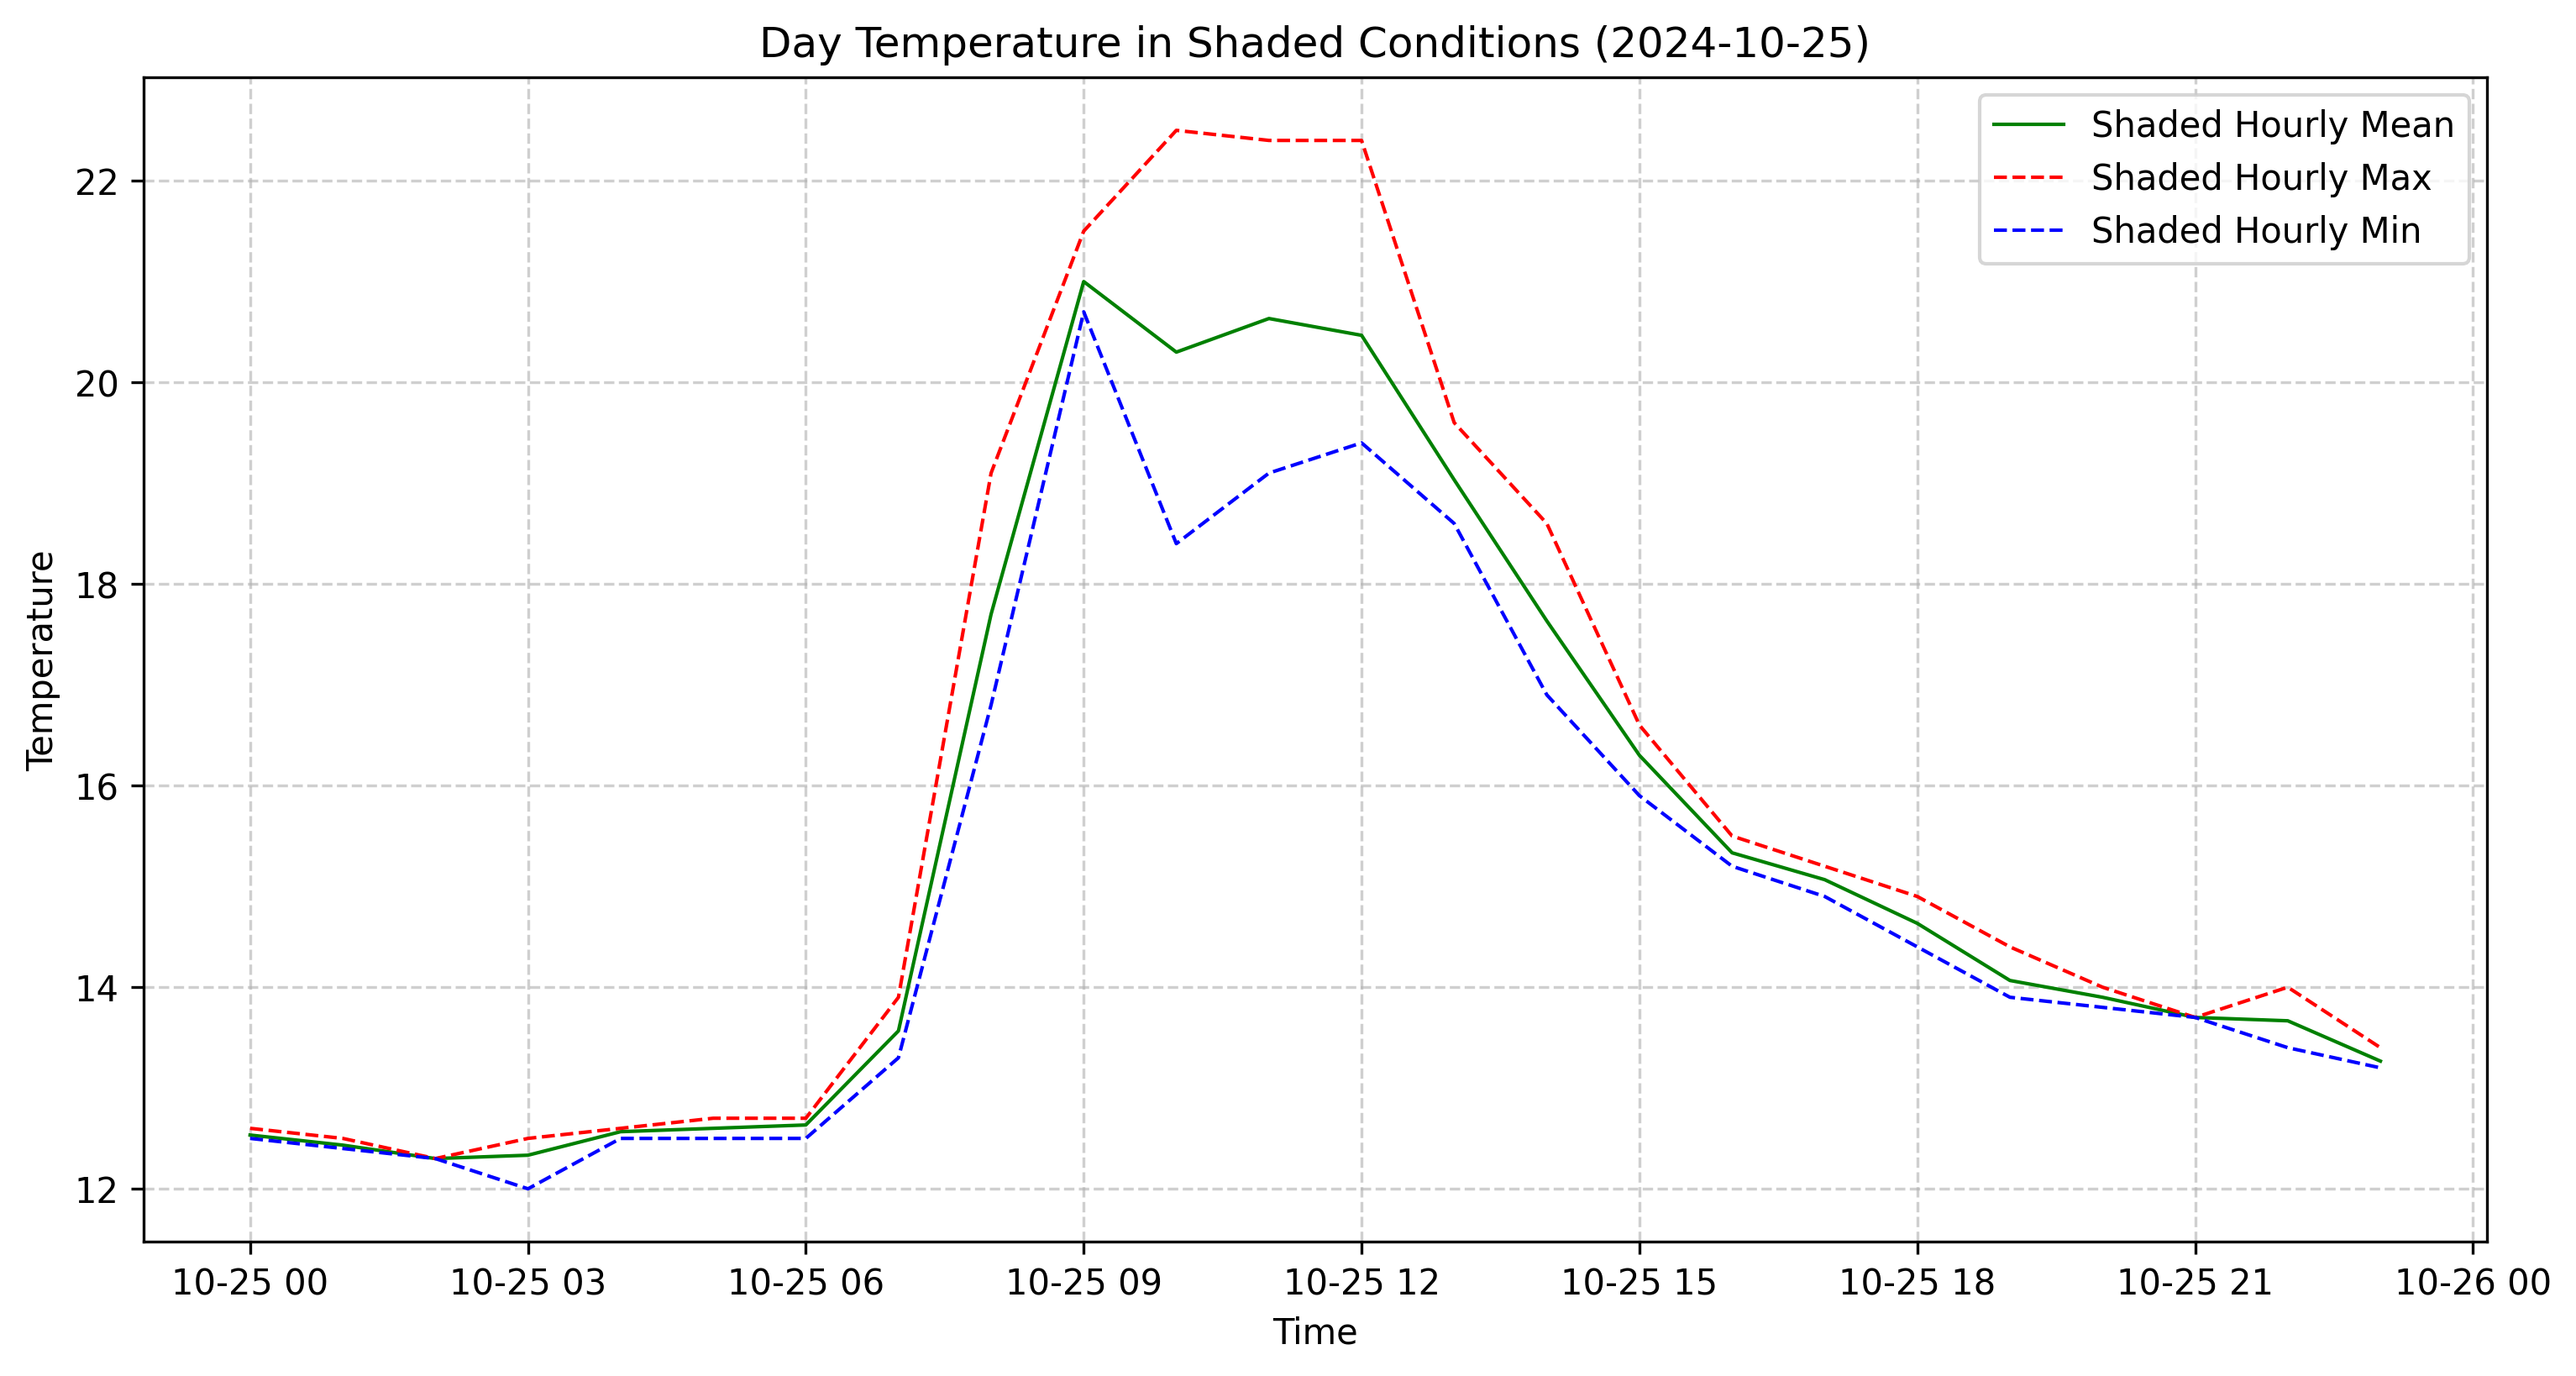 Day Temperature in Shaded Conditions (2024-10-25)
Shaded Hourly Mean
Shaded Hourly Max
Shaded Hourly Min
Temperature
22
20
18
16
14
12
10-25 00
10-25 03
10-25 06
10-25 09
10-25 12
10-25 15
10-25 18
10-25 21
10-26 00
Time